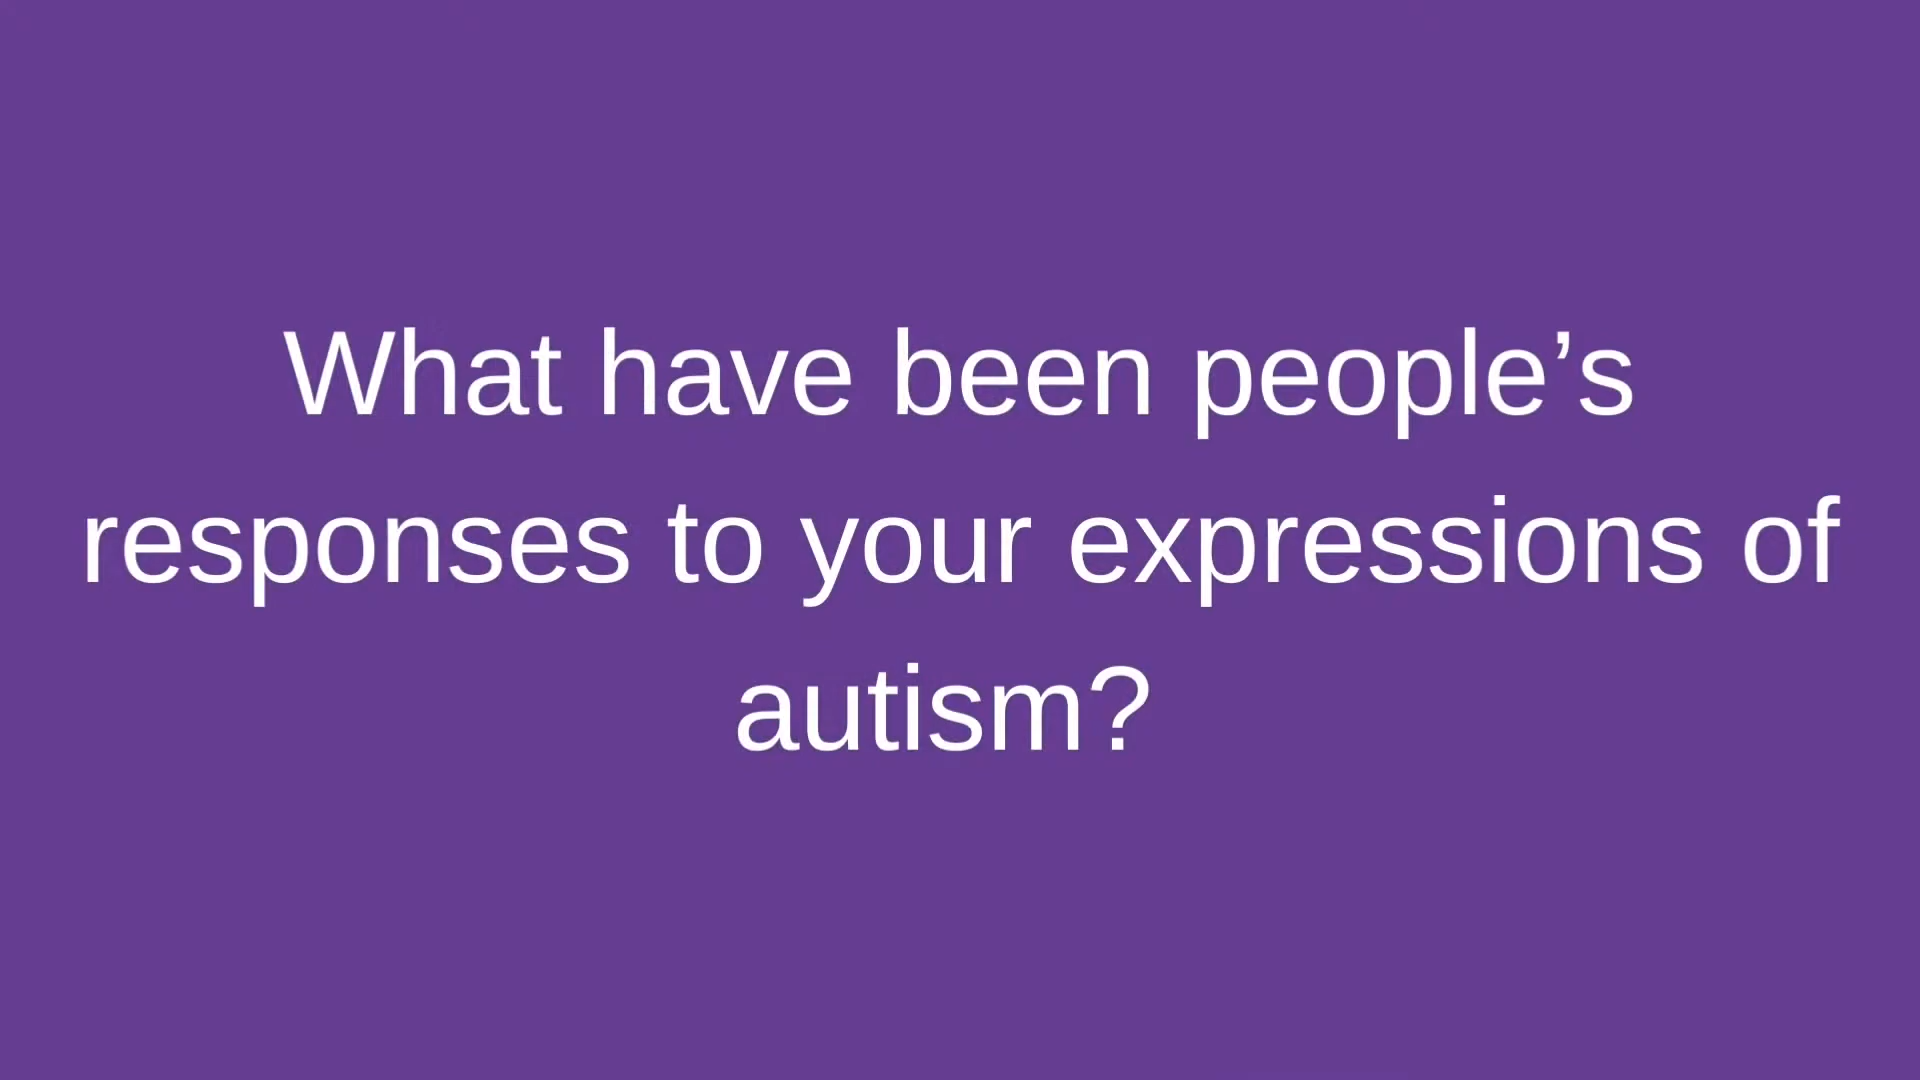 What have been people’s
responses to your expressions of
autism?